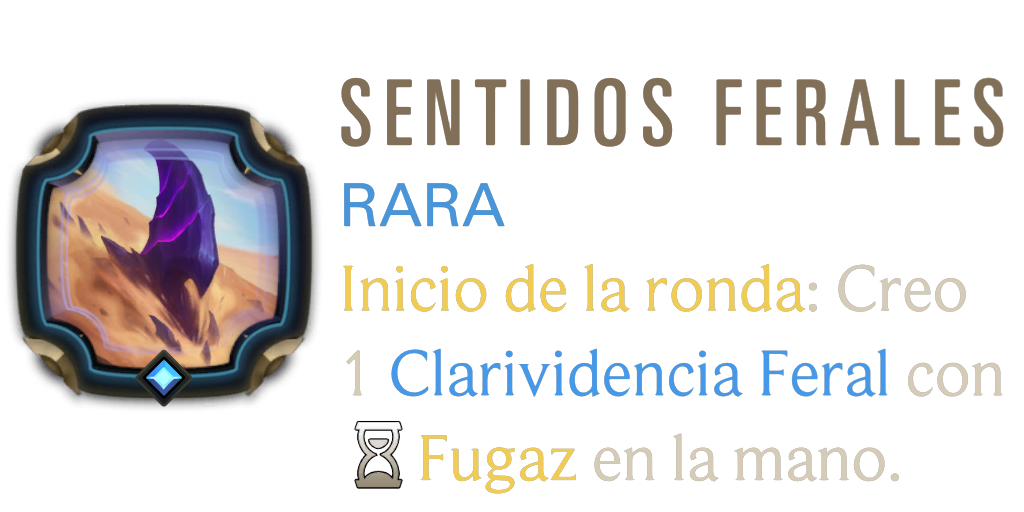 SENTIDOS FERALES
RARA
Inicio de la ronda: Creo
1 Clarividencia Feral con
Fugaz en la mano.